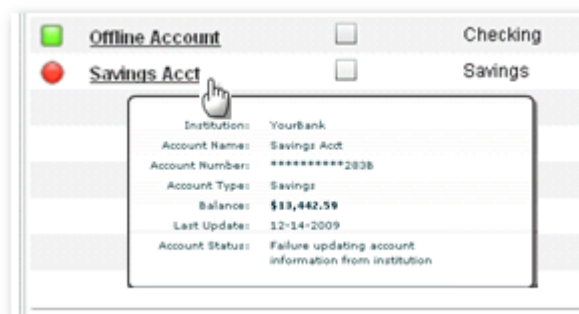 Offline Account Checking
Savings Acct Savings
Institution: YourBank
Account Name: Savings Acct
Account Number: **********2838
Account Type: Savings
Balance: $13,442.59
Last Update: 12-14-2009
Account Status: Failure updating account
information from institution